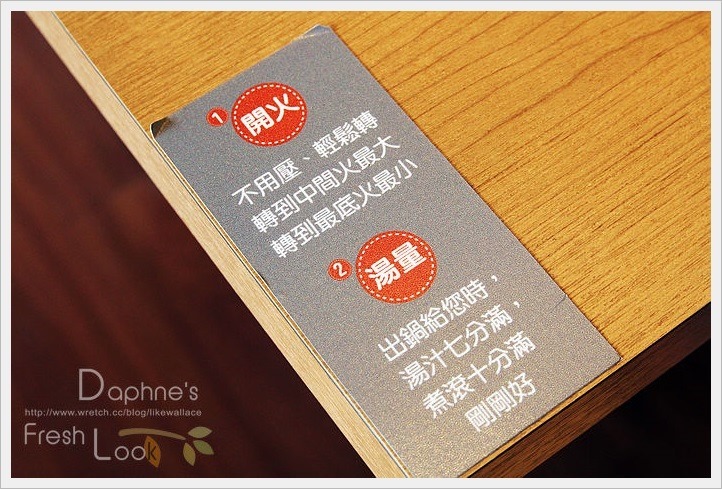 1 開火
不用壓、輕鬆轉
轉到中間火最大
轉到最底火最小
2 湯量
出鍋給您時，
湯汁七分滿，
煮滾十分滿
剛剛好
Daphne's
http://www.wretch.cc/blog/likewallace
Fresh Look